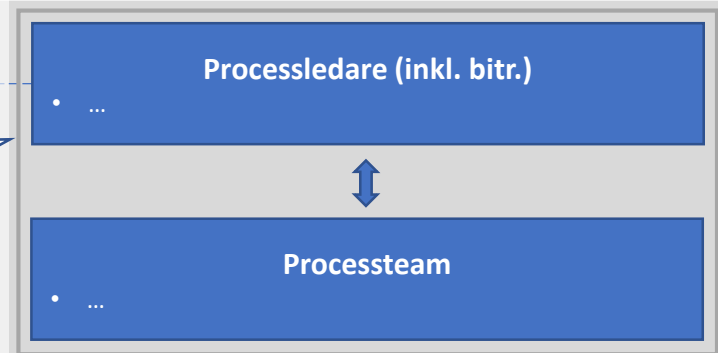 Processledare (inkl. bitr.)
• ...
Processteam
• ...